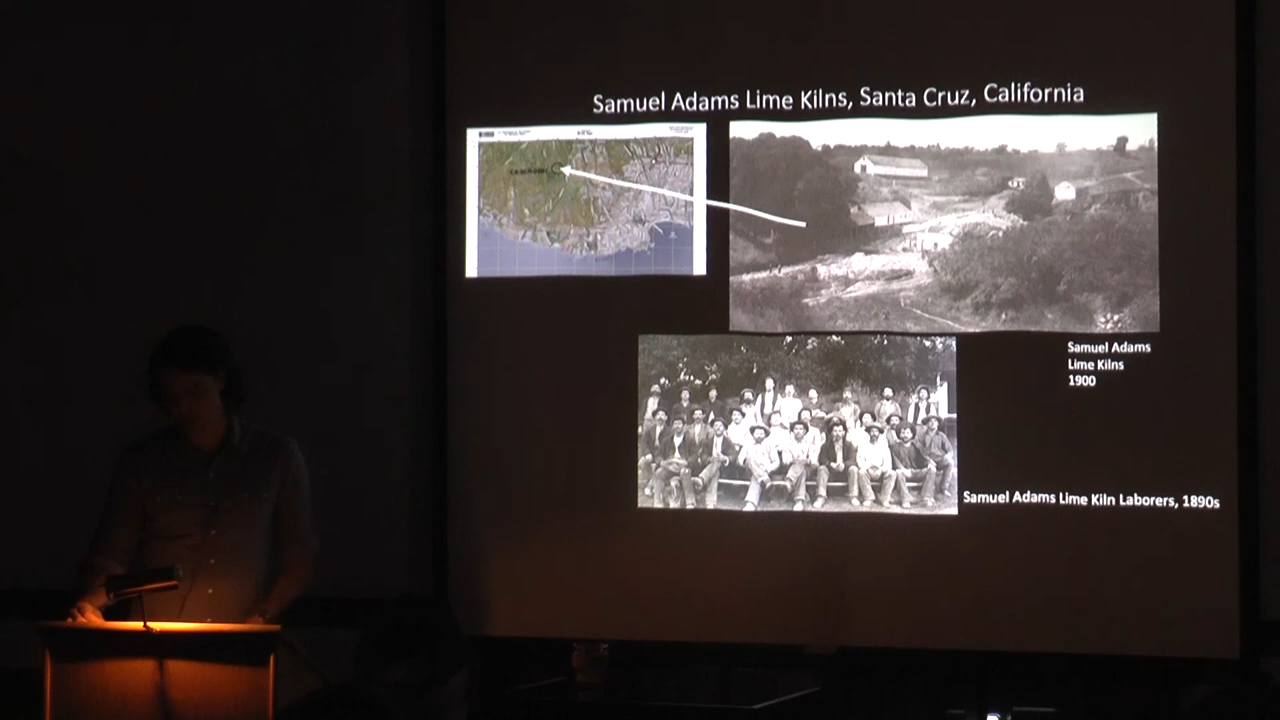 Samuel Adams Lime Kilns, Santa Cruz, California
Samuel Adams
Lime Kilns
1900
Samuel Adams Lime Kiln Laborers, 1890s